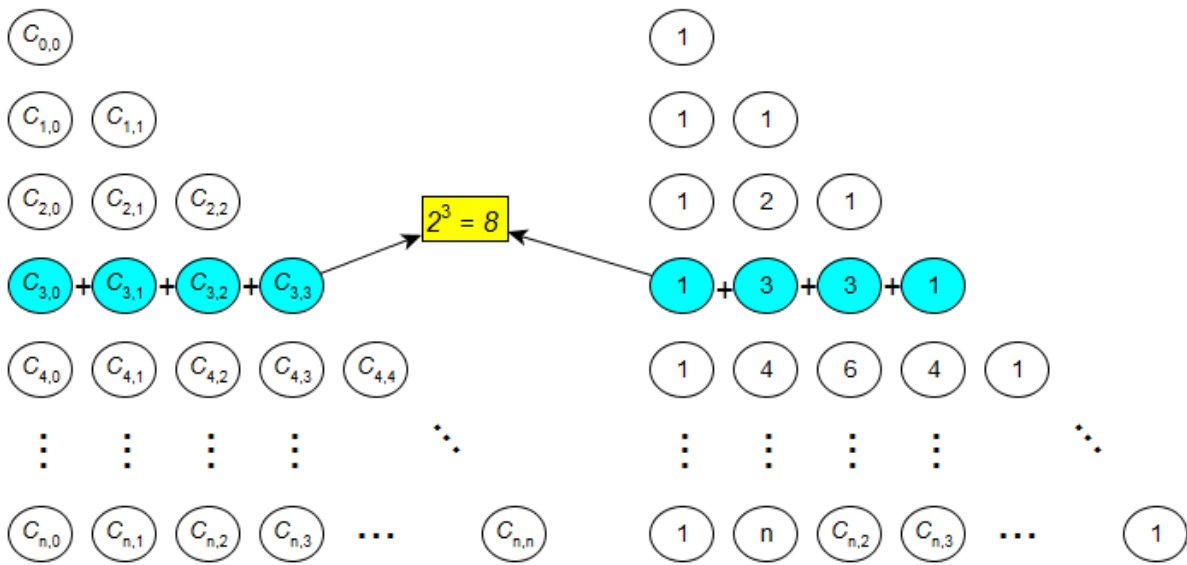 C0,0 1
C1,0 C1,1 1 1
C2,0 C2,1 C2,2 2³ = 8 1 2 1
C3,0 + C3,1 + C3,2 + C3,3 1 + 3 + 3 + 1
C4,0 C4,1 C4,2 C4,3 C4,4 1 4 6 4 1
⋮ ⋮ ⋮ ⋮ ⋱ ⋮ ⋮ ⋮ ⋮ ⋱
Cn,0 Cn,1 Cn,2 Cn,3 ... Cn,n 1 n Cn,2 Cn,3 ... 1